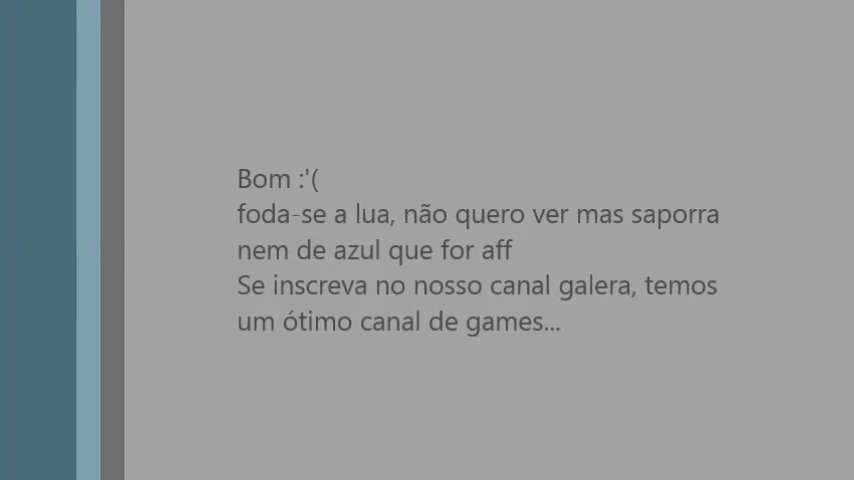 Bom :'(
foda-se a lua, não quero ver mas saporra
nem de azul que for aff
Se inscreva no nosso canal galera, temos
um ótimo canal de games...